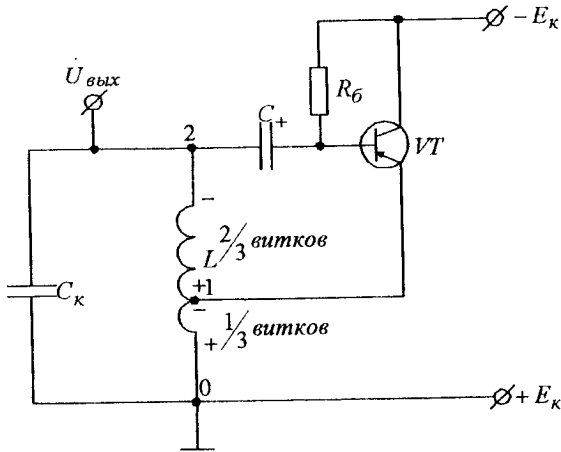 − Eк
U̇вых
Rб
C+
2
VT
−
L 2/3 витков
Cк
+1
−
1/3 витков
+
0
+ Eк